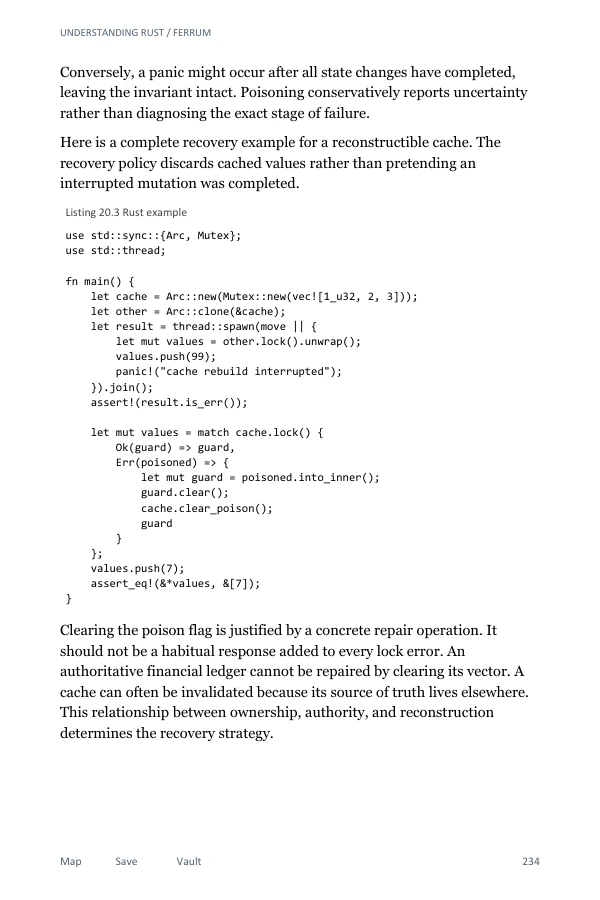 UNDERSTANDING RUST / FERRUM
Conversely, a panic might occur after all state changes have completed,
leaving the invariant intact. Poisoning conservatively reports uncertainty
rather than diagnosing the exact stage of failure.
Here is a complete recovery example for a reconstructible cache. The
recovery policy discards cached values rather than pretending an
interrupted mutation was completed.
Listing 20.3 Rust example
use std::sync::{Arc, Mutex};
use std::thread;

fn main() {
    let cache = Arc::new(Mutex::new(vec![1_u32, 2, 3]));
    let other = Arc::clone(&cache);
    let result = thread::spawn(move || {
        let mut values = other.lock().unwrap();
        values.push(99);
        panic!("cache rebuild interrupted");
    }).join();
    assert!(result.is_err());

    let mut values = match cache.lock() {
        Ok(guard) => guard,
        Err(poisoned) => {
            let mut guard = poisoned.into_inner();
            guard.clear();
            cache.clear_poison();
            guard
        }
    };
    values.push(7);
    assert_eq!(&*values, &[7]);
}
Clearing the poison flag is justified by a concrete repair operation. It
should not be a habitual response added to every lock error. An
authoritative financial ledger cannot be repaired by clearing its vector. A
cache can often be invalidated because its source of truth lives elsewhere.
This relationship between ownership, authority, and reconstruction
determines the recovery strategy.
Map Save Vault 234